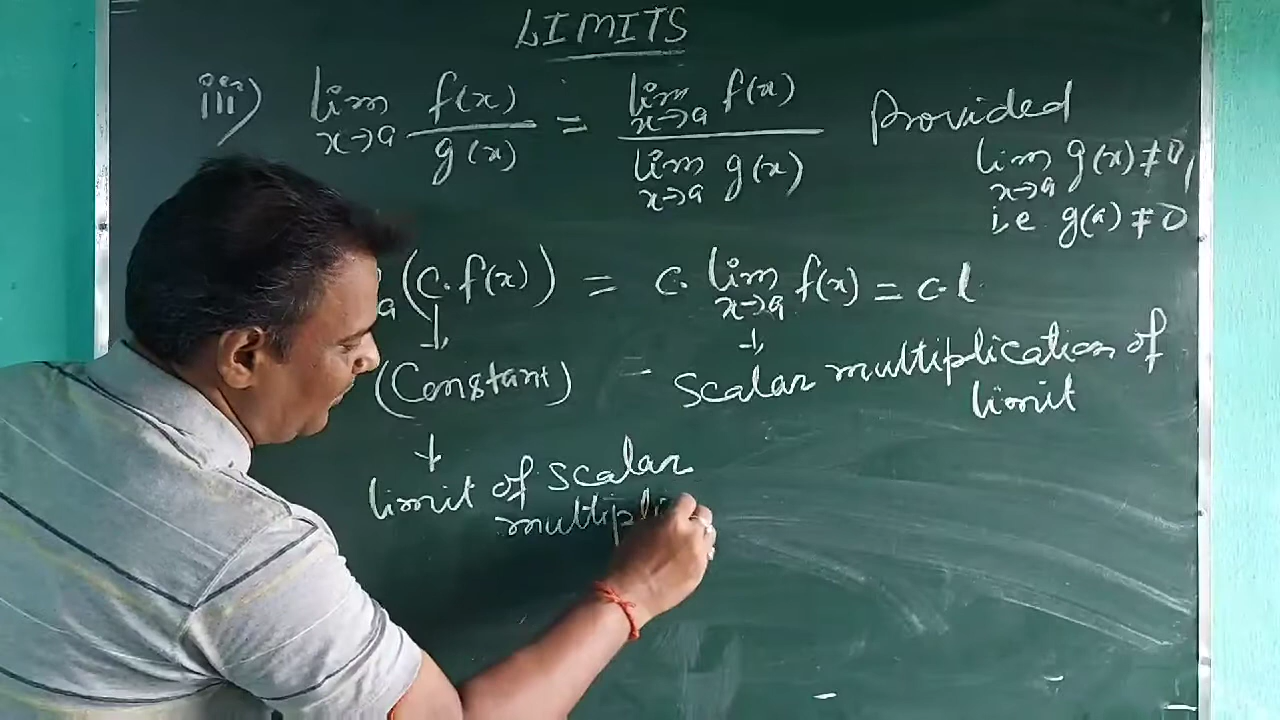 LIMITS
iii) lim x→a f(x)/g(x) = lim x→a f(x) / lim x→a g(x) Provided
lim x→a g(x) ≠ 0,
i.e g(a) ≠ 0
a (c.f(x)) = c. lim x→a f(x) = c.l
(Constant) - Scalar multiplication of
limit
limit of scalar
multipli